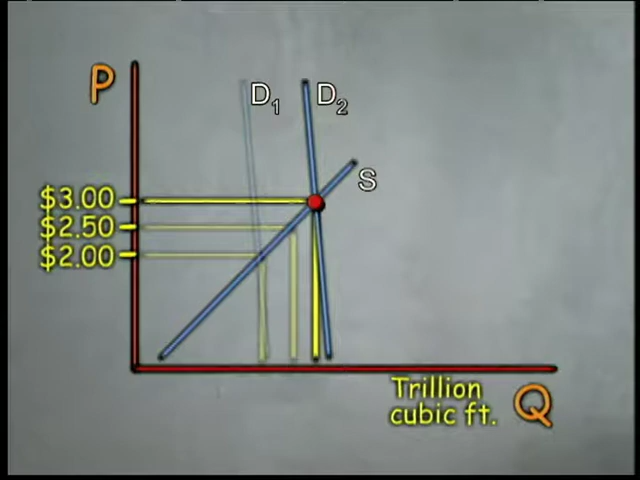 P
D1
D2
S
$3.00
$2.50
$2.00
Trillion
cubic ft.
Q